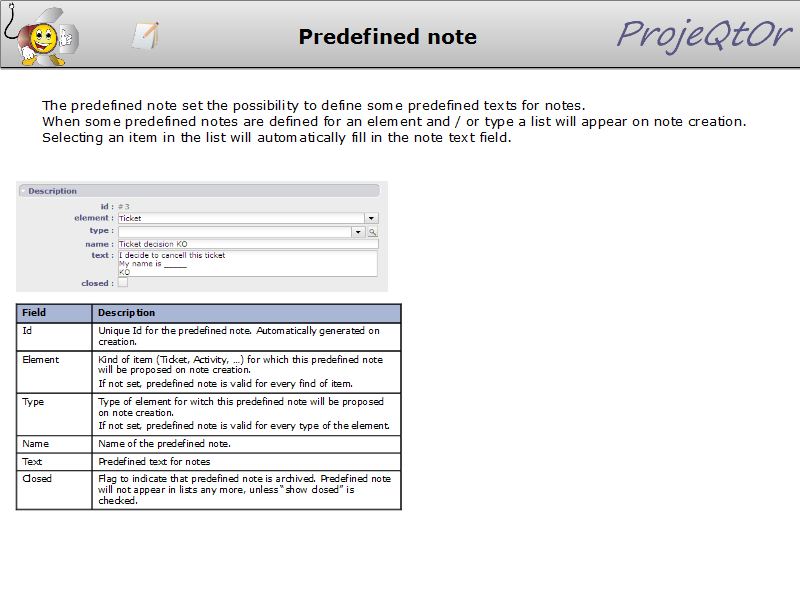 Predefined note
ProjeQtOr
The predefined note set the possibility to define some predefined texts for notes.
When some predefined notes are defined for an element and / or type a list will appear on note creation.
Selecting an item in the list will automatically fill in the note text field.
Description
id : #3
element : Ticket
type :
name : Ticket decision KO
text : I decide to cancell this ticket
My name is _____
KO
closed :
Field Description
Id Unique Id for the predefined note. Automatically generated on
creation.
Element Kind of item (Ticket, Activity, …) for which this predefined note
will be proposed on note creation.
If not set, predefined note is valid for every find of item.
Type Type of element for witch this predefined note will be proposed
on note creation.
If not set, predefined note is valid for every type of the element.
Name Name of the predefined note.
Text Predefined text for notes
Closed Flag to indicate that predefined note is archived. Predefined note
will not appear in lists any more, unless “show closed” is
checked.